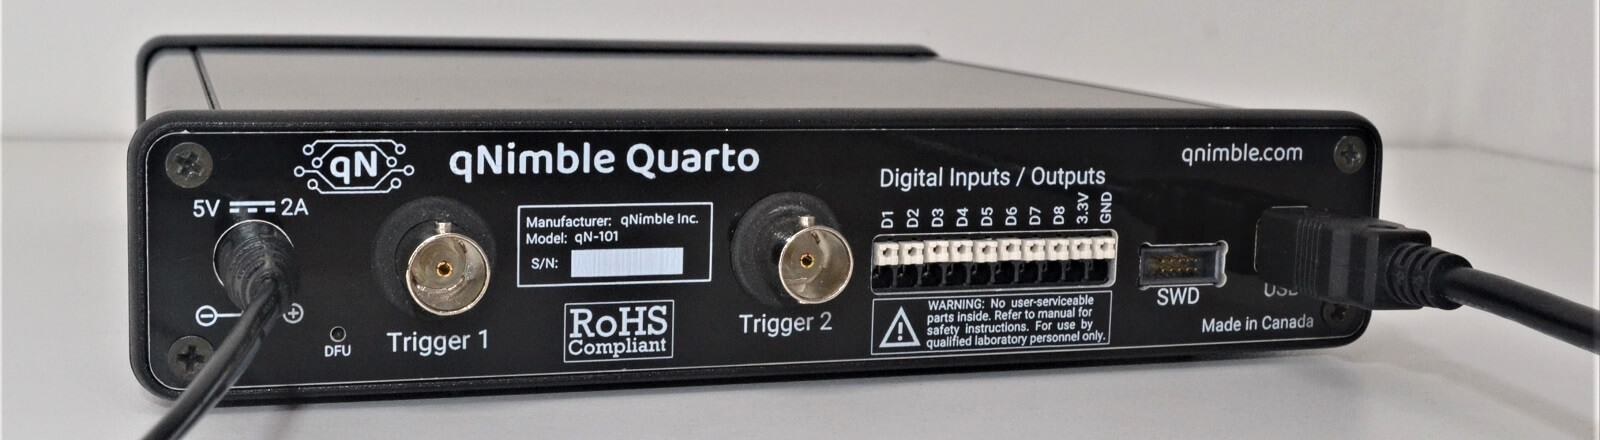 qN
qNimble Quarto
qnimble.com
5V 2A
Manufacturer: qNimble Inc.
Model: qN-101
S/N:
Digital Inputs / Outputs
D1 D2 D3 D4 D5 D6 D7 D8 3.3V GND
DFU
Trigger 1
RoHS
Compliant
Trigger 2
WARNING: No user-serviceable
parts inside. Refer to manual for
safety instructions. For use by
qualified laboratory personnel only.
SWD
USB
Made in Canada